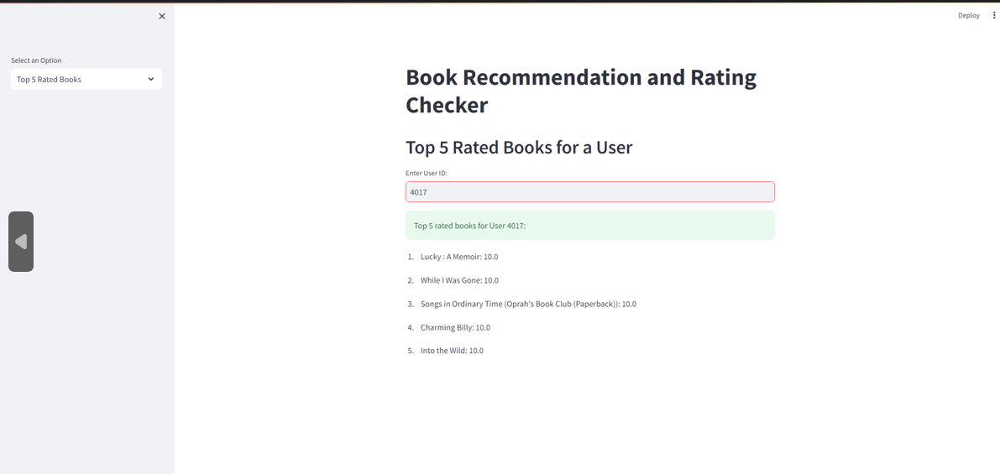 Deploy
Select an Option
Top 5 Rated Books
Book Recommendation and Rating
Checker
Top 5 Rated Books for a User
Enter User ID:
4017
Top 5 rated books for User 4017:
1. Lucky : A Memoir: 10.0
2. While I Was Gone: 10.0
3. Songs in Ordinary Time (Oprah's Book Club (Paperback)): 10.0
4. Charming Billy: 10.0
5. Into the Wild: 10.0